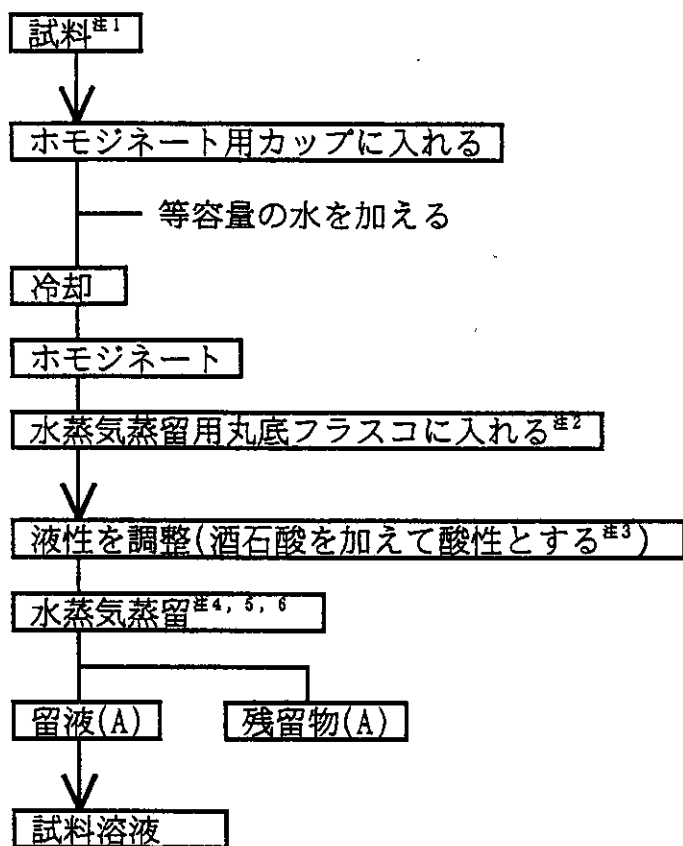 試料注1
ホモジネート用カップに入れる
等容量の水を加える
冷却
ホモジネート
水蒸気蒸留用丸底フラスコに入れる注2
液性を調整(酒石酸を加えて酸性とする注3)
水蒸気蒸留注4, 5, 6
留液(A) 残留物(A)
試料溶液